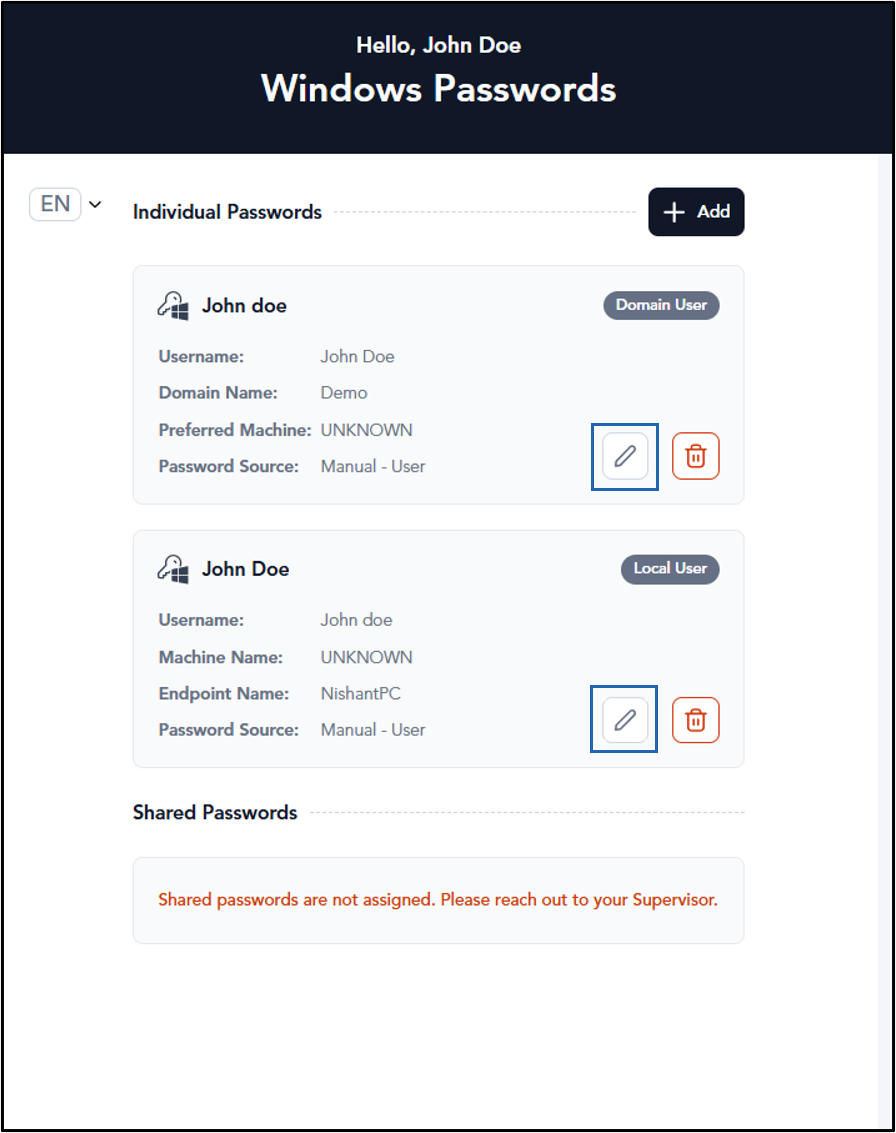 Hello, John Doe
Windows Passwords
EN
Individual Passwords
Add
John doe
Domain User
Username: John Doe
Domain Name: Demo
Preferred Machine: UNKNOWN
Password Source: Manual - User
John Doe
Local User
Username: John doe
Machine Name: UNKNOWN
Endpoint Name: NishantPC
Password Source: Manual - User
Shared Passwords
Shared passwords are not assigned. Please reach out to your Supervisor.